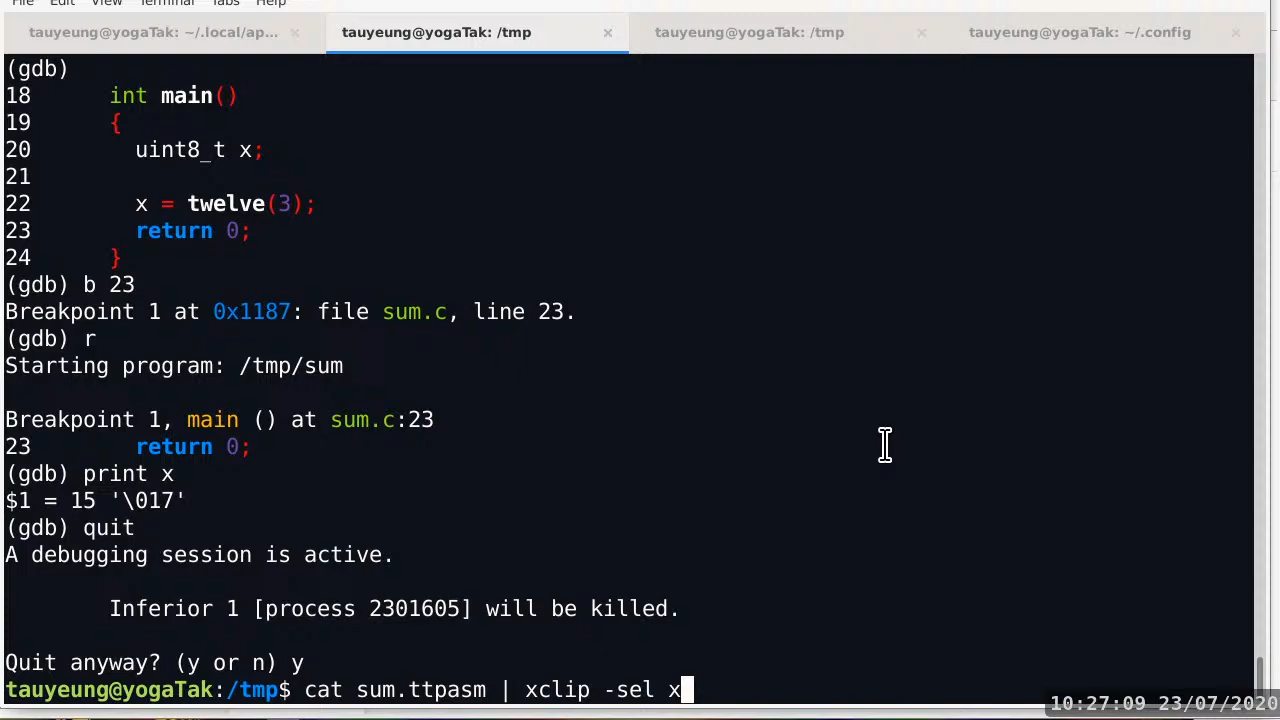 File Edit View Terminal Tabs Help
tauyeung@yogaTak: ~/.local/ap... × tauyeung@yogaTak: /tmp × tauyeung@yogaTak: /tmp × tauyeung@yogaTak: ~/.config ×
(gdb)
18 int main()
19 {
20 uint8_t x;
21
22 x = twelve(3);
23 return 0;
24 }
(gdb) b 23
Breakpoint 1 at 0x1187: file sum.c, line 23.
(gdb) r
Starting program: /tmp/sum
Breakpoint 1, main () at sum.c:23
23 return 0;
(gdb) print x
$1 = 15 '\017'
(gdb) quit
A debugging session is active.
Inferior 1 [process 2301605] will be killed.
Quit anyway? (y or n) y
tauyeung@yogaTak:/tmp$ cat sum.ttpasm | xclip -sel x
10:27:09 23/07/2020